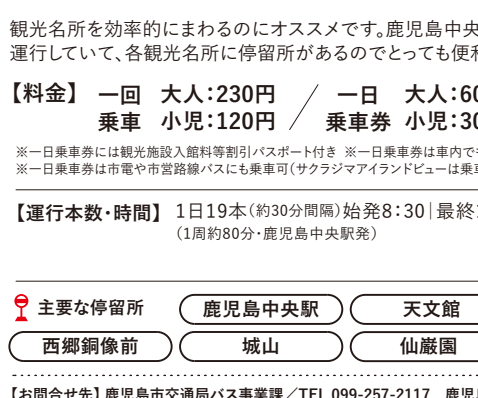 観光名所を効率的にまわるのにオススメです。鹿児島中央
運行していて、各観光名所に停留所があるのでとっても便利
【料金】 一回 大人：230円 ／ 一日 大人：60
乗車 小児：120円 ／ 乗車券 小児：30
※一日乗車券には観光施設入館料等割引パスポート付き ※一日乗車券は車内で
※一日乗車券は市電や市営路線バスにも乗車可(サクラジマアイランドビューは乗車
【運行本数・時間】 1日19本(約30分間隔)始発8：30｜最終
(1周約80分・鹿児島中央駅発)
主要な停留所 鹿児島中央駅 天文館
西郷銅像前 城山 仙巌園
【お問合せ先】鹿児島市交通局バス事業課／TEL 099-257-2117 鹿児